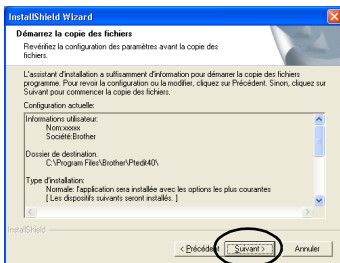 InstallShield Wizard
Démarrez la copie des fichiers
Revérifiez la configuration des paramètres avant la copie des
fichiers.
L'assistant d'installation a suffisamment d'information pour démarrer la copie des fichiers
programme. Pour revoir la configuration ou la modifier, cliquez sur Précédent. Sinon, cliquez sur
Suivant pour commencer la copie des fichiers.
Configuration actuelle:
Informations utilisateur:
Nom:xxxxx
Société:Brother
Dossier de destination.
C:\Program Files\Brother\Ptedit40\
Type d'installation:
Normale: l'application sera installée avec les options les plus courantes
[ Les dispositifs suivants seront installés. ]
InstallShield
< Précédent
Suivant >
Annuler